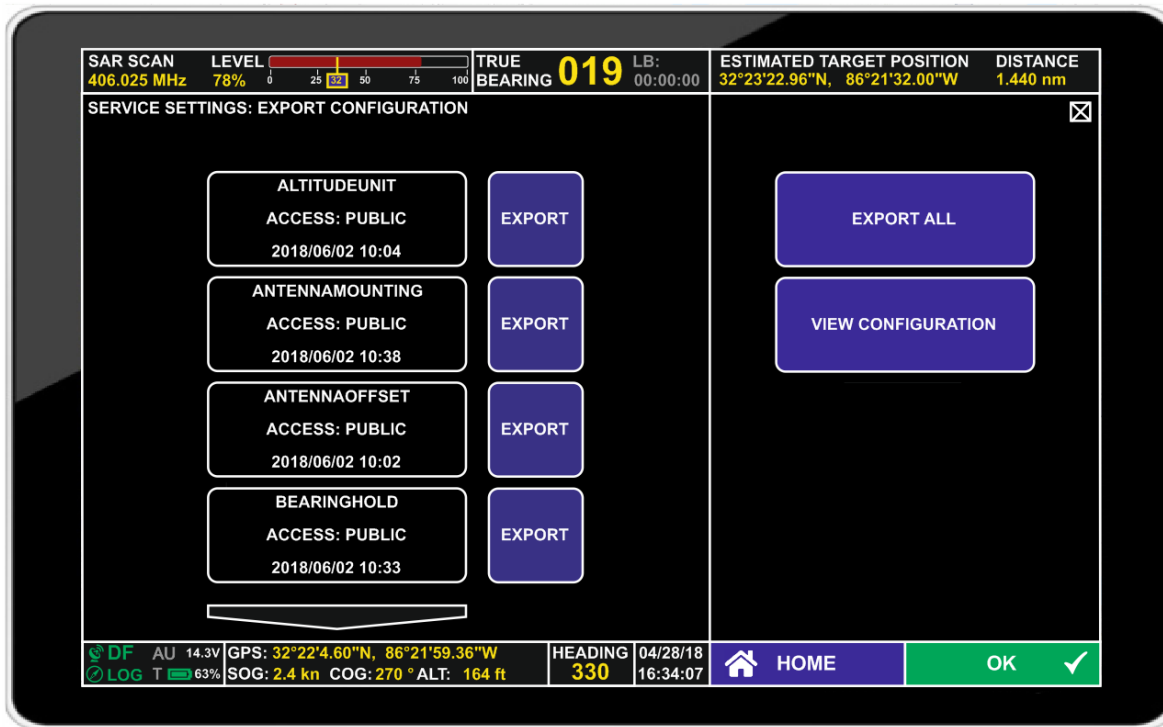 SAR SCAN
406.025 MHz
LEVEL
78%
0 25 32 50 75 100
TRUE
BEARING
019
LB:
00:00:00
ESTIMATED TARGET POSITION
32°23'22.96"N, 86°21'32.00"W
DISTANCE
1.440 nm
SERVICE SETTINGS: EXPORT CONFIGURATION
ALTITUDEUNIT
ACCESS: PUBLIC
2018/06/02 10:04
EXPORT
ANTENNAMOUNTING
ACCESS: PUBLIC
2018/06/02 10:38
EXPORT
ANTENNAOFFSET
ACCESS: PUBLIC
2018/06/02 10:02
EXPORT
BEARINGHOLD
ACCESS: PUBLIC
2018/06/02 10:33
EXPORT
EXPORT ALL
VIEW CONFIGURATION
DF AU 14.3V
LOG T 63%
GPS: 32°22'4.60"N, 86°21'59.36"W
SOG: 2.4 kn COG: 270 ° ALT: 164 ft
HEADING
330
04/28/18
16:34:07
HOME
OK